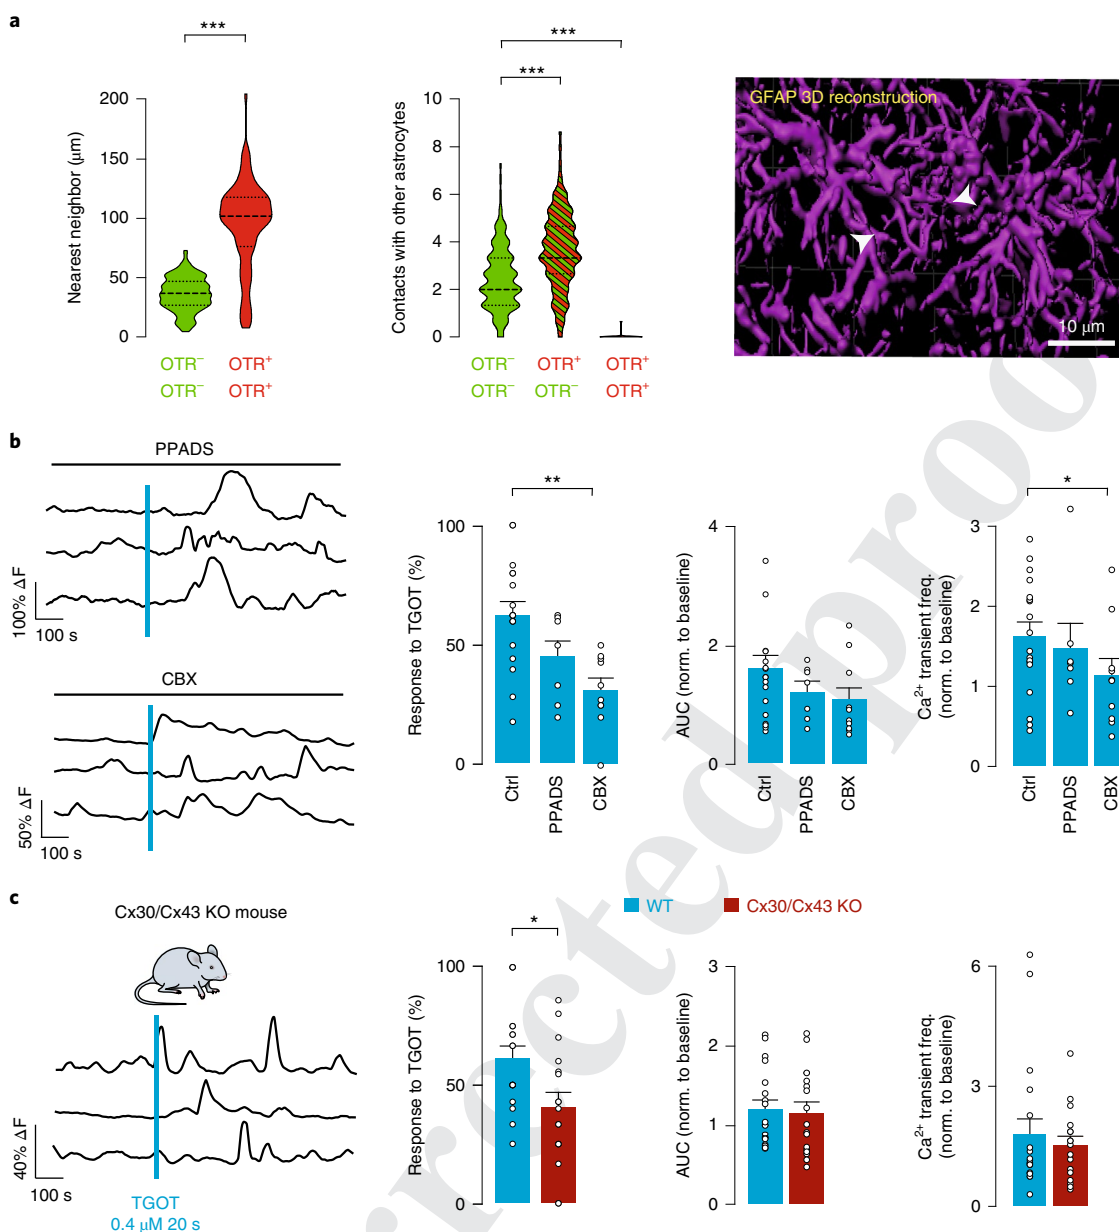 a
***
Nearest neighbor (μm)
200
150
100
50
0
OTR⁻ OTR⁺
OTR⁻ OTR⁺
***
***
Contacts with other astrocytes
10
8
6
4
2
0
OTR⁻ OTR⁺ OTR⁺
OTR⁻ OTR⁻ OTR⁺
GFAP 3D reconstruction
10 μm
b
PPADS
100% ΔF
100 s
CBX
50% ΔF
100 s
**
Response to TGOT (%)
100
50
0
Ctrl
PPADS
CBX
AUC (norm. to baseline)
4
2
0
Ctrl
PPADS
CBX
*
Ca²⁺ transient freq.
(norm. to baseline)
3
2
1
0
Ctrl
PPADS
CBX
c
Cx30/Cx43 KO mouse
40% ΔF
100 s
TGOT
0.4 μM 20 s
WT Cx30/Cx43 KO
*
Response to TGOT (%)
100
50
0
AUC (norm. to baseline)
3
2
1
0
Ca²⁺ transient freq.
(norm. to baseline)
6
3
0